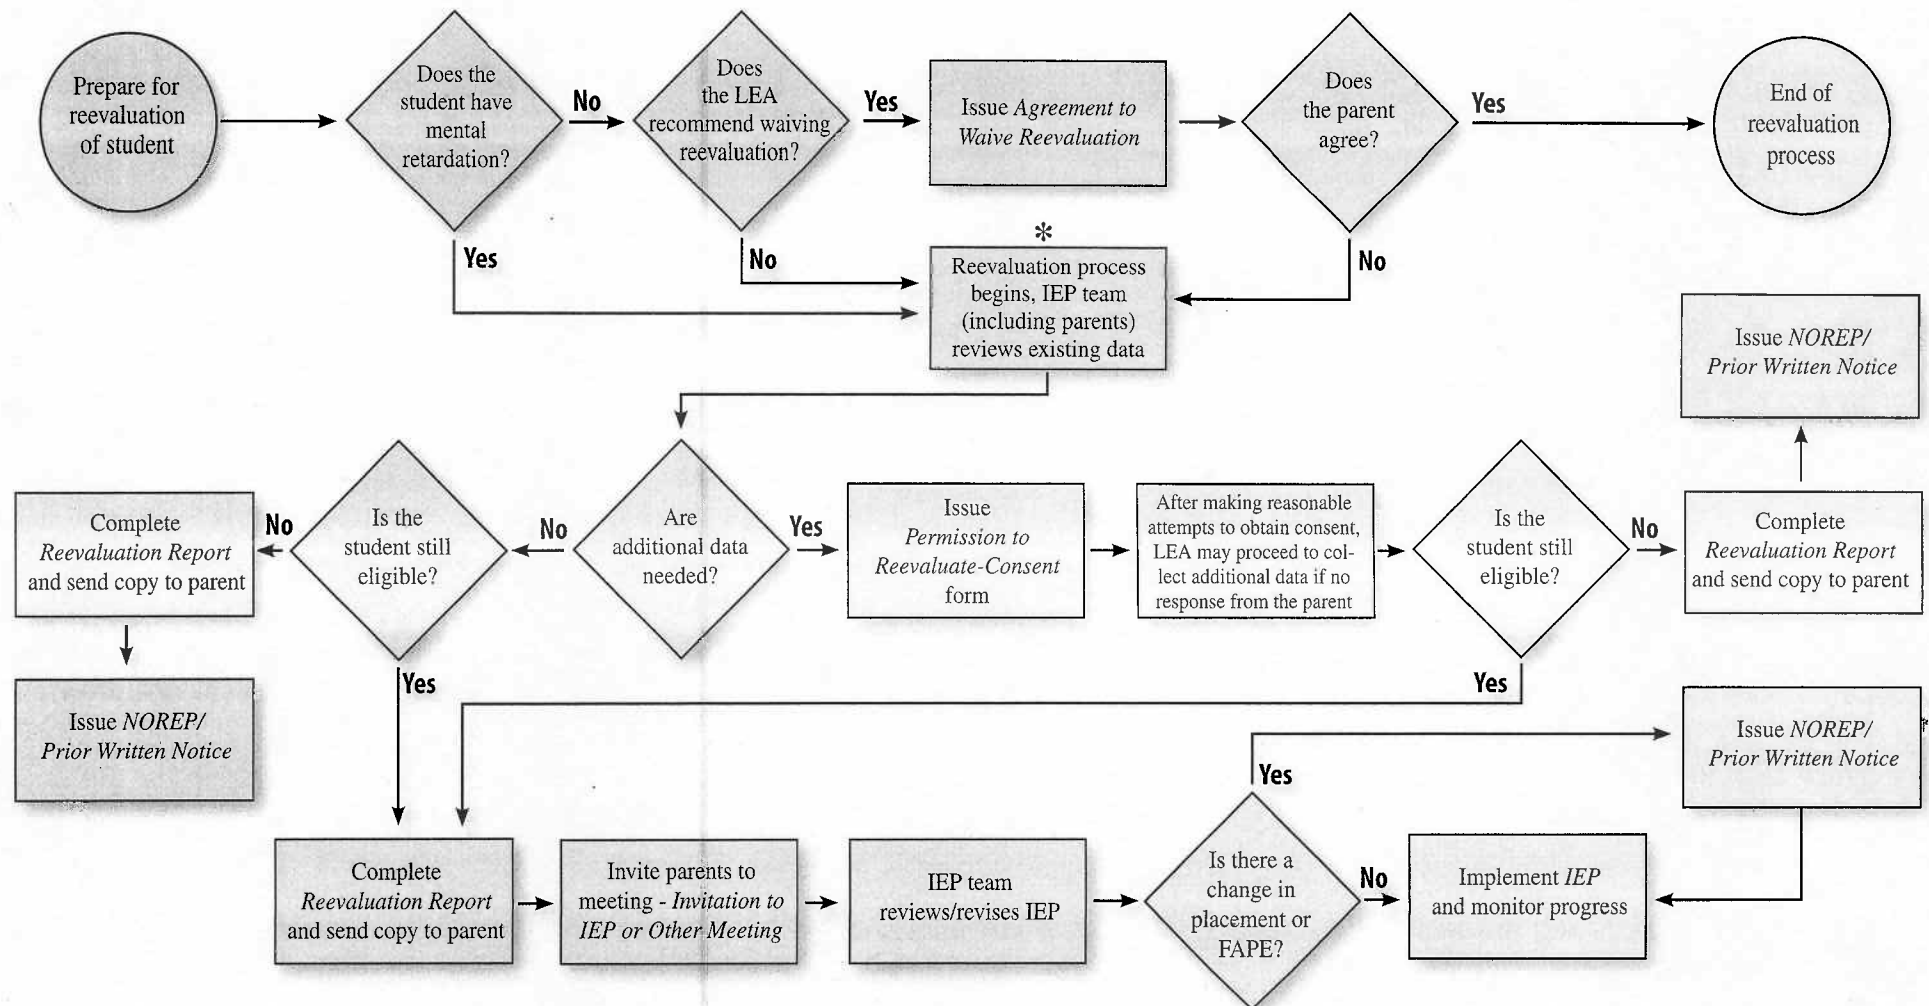 Prepare for
reevaluation
of student
Does the
student have
mental
retardation?
No
Yes
Does
the LEA
recommend waiving
reevaluation?
Yes
No
Issue Agreement to
Waive Reevaluation
Does
the parent
agree?
Yes
No
End of
reevaluation
process
*
Reevaluation process
begins, IEP team
(including parents)
reviews existing data
Issue NOREP/
Prior Written Notice
Complete
Reevaluation Report
and send copy to parent
No
Is the
student still
eligible?
No
Are
additional data
needed?
Yes
Issue
Permission to
Reevaluate-Consent
form
After making reasonable
attempts to obtain consent,
LEA may proceed to col-
lect additional data if no
response from the parent
Is the
student still
eligible?
No
Complete
Reevaluation Report
and send copy to parent
Yes
Yes
Issue NOREP/
Prior Written Notice
Issue NOREP/
Prior Written Notice
*
Yes
Complete
Reevaluation Report
and send copy to parent
Invite parents to
meeting - Invitation to
IEP or Other Meeting
IEP team
reviews/revises IEP
Is there a
change in
placement or
FAPE?
No
Implement IEP
and monitor progress